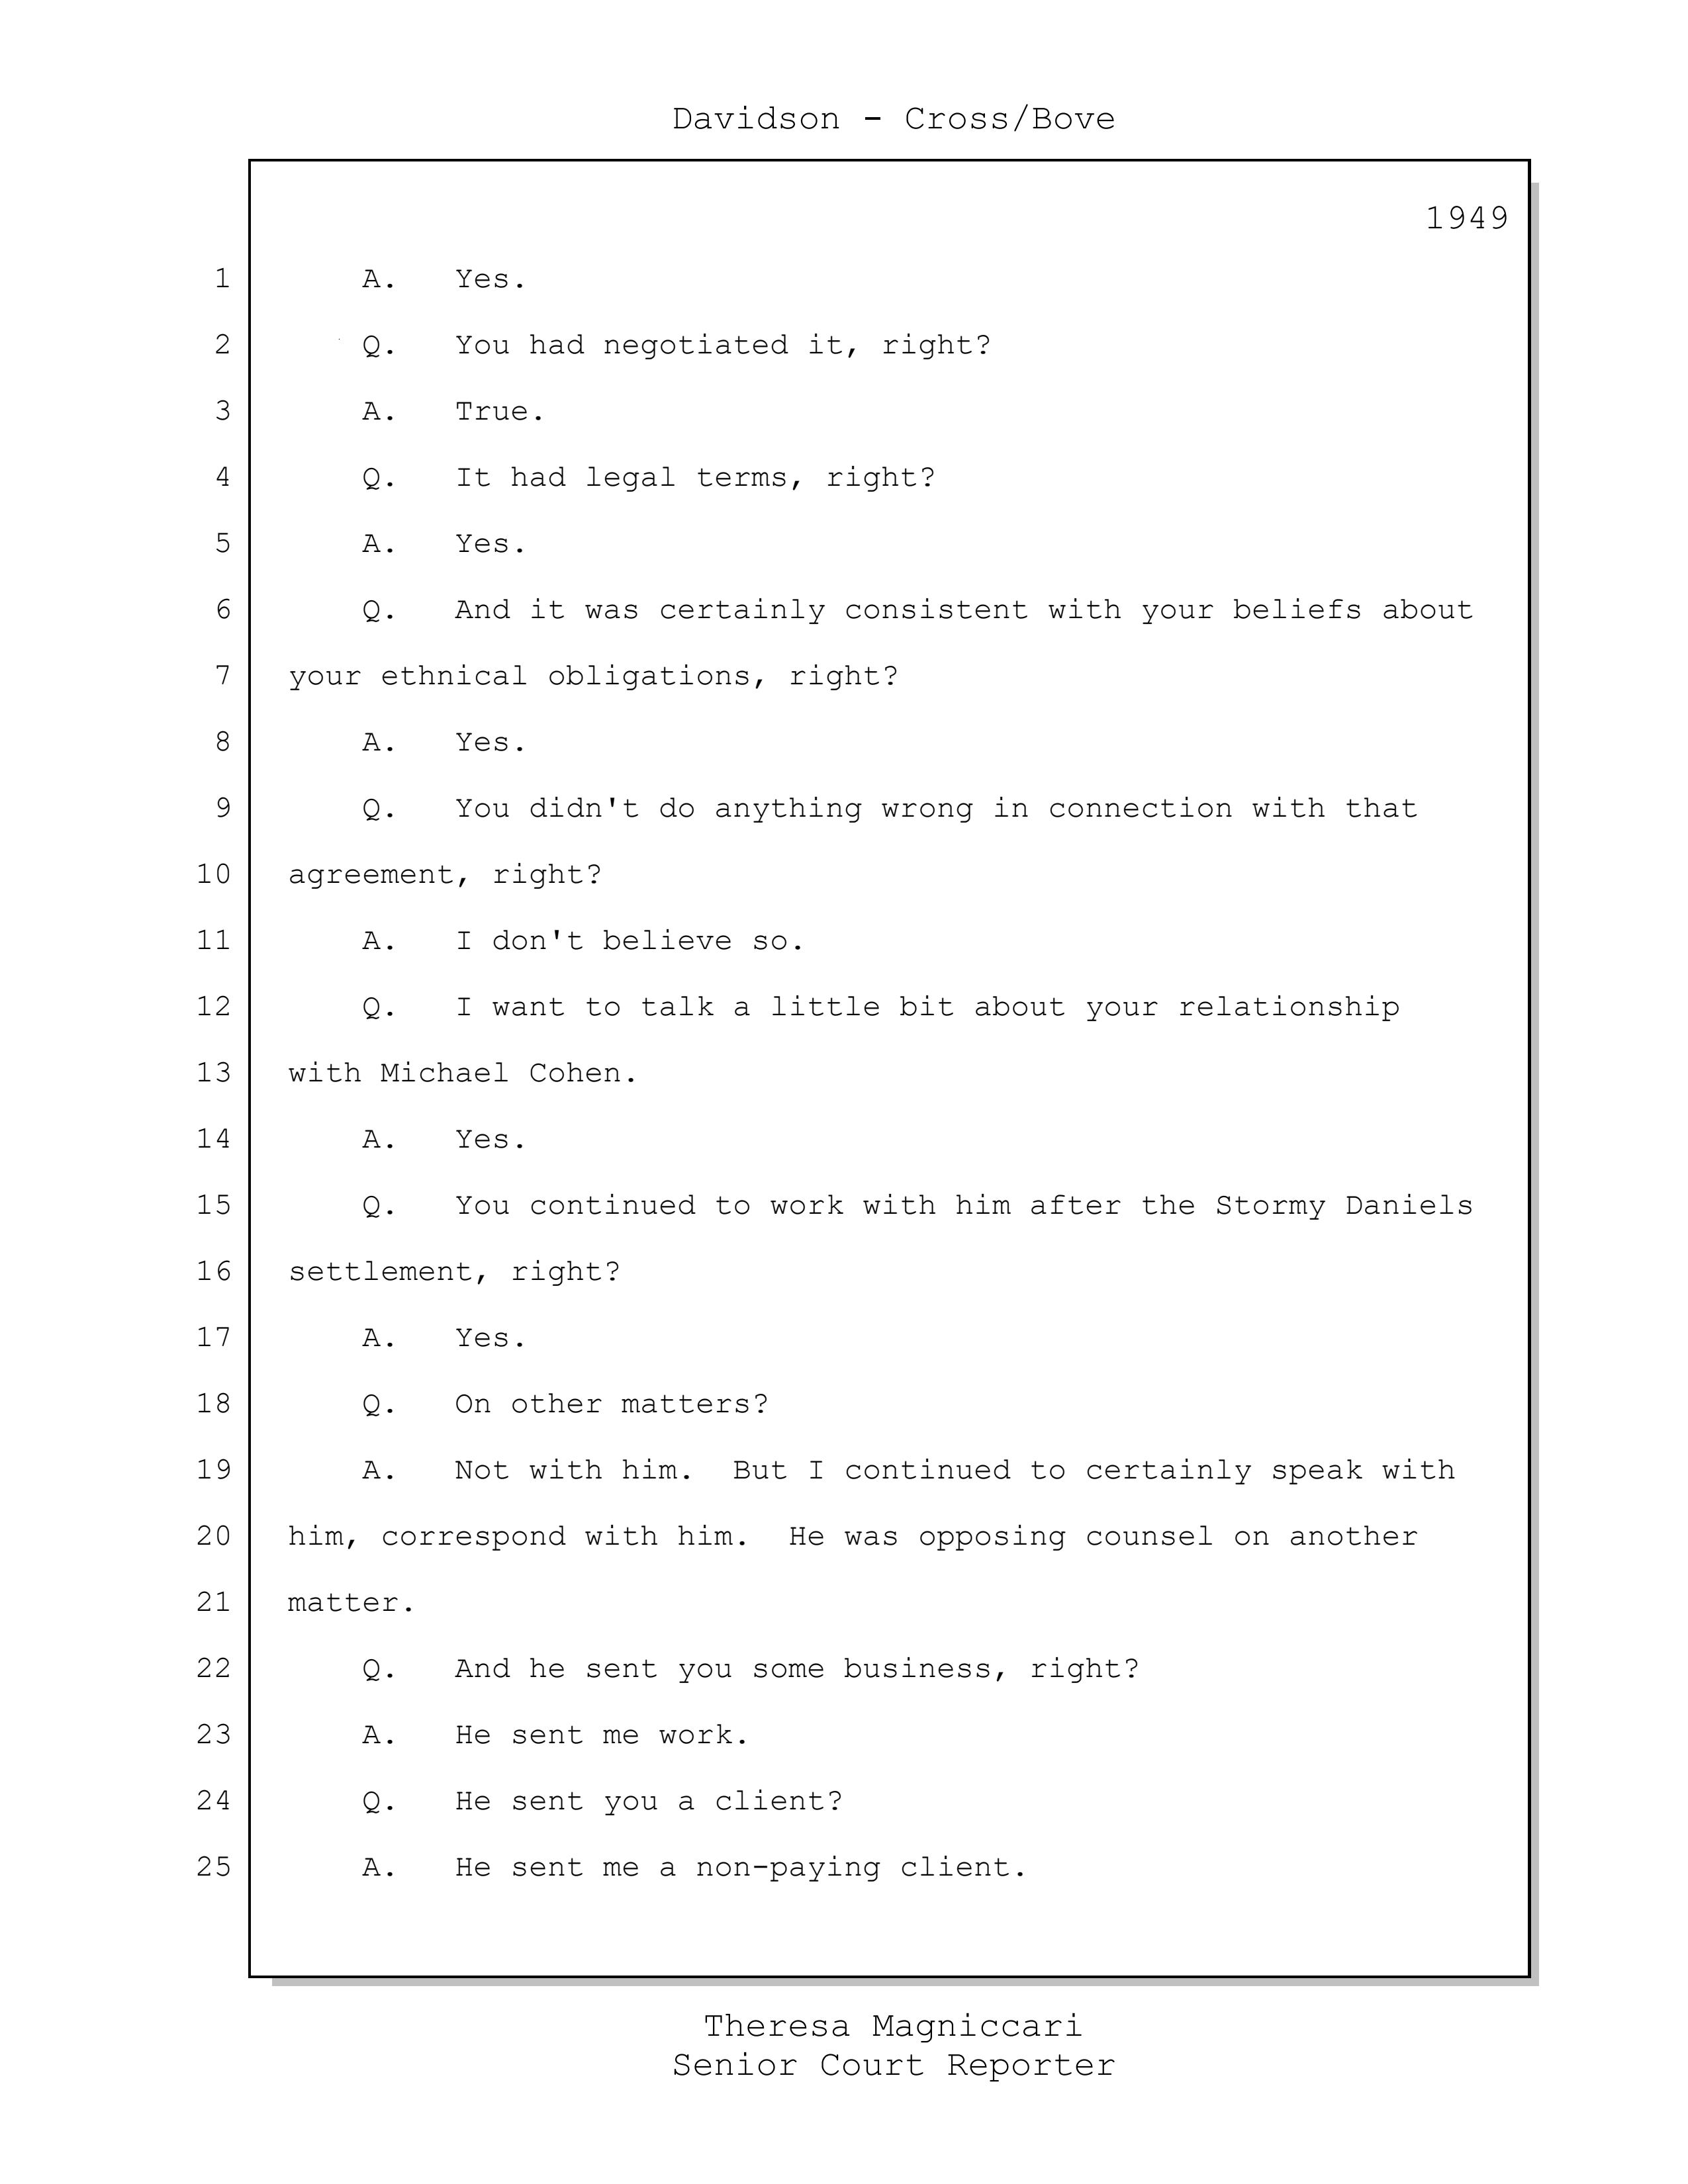 Davidson - Cross/Bove
1949
1 A. Yes.
2 Q. You had negotiated it, right?
3 A. True.
4 Q. It had legal terms, right?
5 A. Yes.
6 Q. And it was certainly consistent with your beliefs about
7 your ethnical obligations, right?
8 A. Yes.
9 Q. You didn't do anything wrong in connection with that
10 agreement, right?
11 A. I don't believe so.
12 Q. I want to talk a little bit about your relationship
13 with Michael Cohen.
14 A. Yes.
15 Q. You continued to work with him after the Stormy Daniels
16 settlement, right?
17 A. Yes.
18 Q. On other matters?
19 A. Not with him. But I continued to certainly speak with
20 him, correspond with him. He was opposing counsel on another
21 matter.
22 Q. And he sent you some business, right?
23 A. He sent me work.
24 Q. He sent you a client?
25 A. He sent me a non-paying client.
Theresa Magniccari
Senior Court Reporter